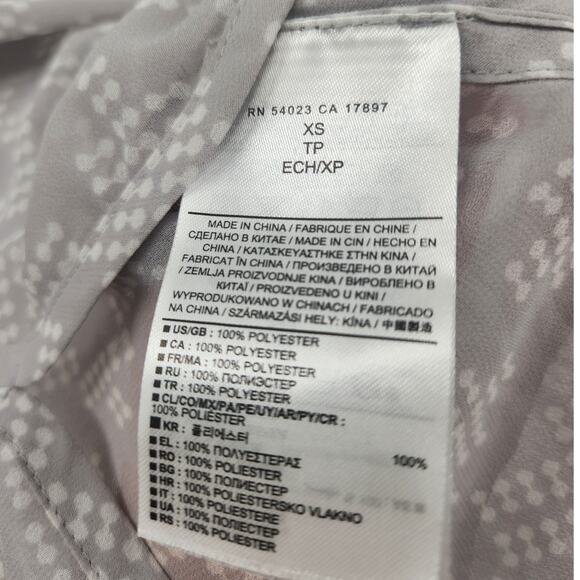 RN 54023 CA 17897
XS
TP
ECH/XP
MADE IN CHINA / FABRIQUE EN CHINE /
СДЕЛАНО В КИТАЕ / MADE IN CIN / HECHO EN
CHINA / ΚΑΤΑΣΚΕΥΑΣΤΗΚΕ ΣΤΗΝ ΚΙΝΑ /
FABRICAT ÎN CHINA / ПРОИЗВЕДЕНО В КИТАЙ
/ ZEMLJA PROIZVODNJE KINA / ВИРОБЛЕНО В
КИТАЇ / PROIZVEDENO U KINI /
WYPRODUKOWANO W CHINACH / FABRICADO
NA CHINA / SZÁRMAZÁSI HELY: KÍNA / 中國製造
US/GB : 100% POLYESTER
CA : 100% POLYESTER
FR/MA : 100% POLYESTER
RU : 100% ПОЛИЭСТЕР
TR : 100% POLYESTER
CL/CO/MX/PA/PE/UY/AR/PY/CR :
100% POLIÉSTER
KR : 폴리에스터 100%
EL : 100% ΠΟΛΥΕΣΤΕΡΑΣ
RO : 100% POLIESTER
BG : 100% ПОЛИЕСТЕР
HR : 100% POLIESTERSKO VLAKNO
IT : 100% POLIESTERE
UA : 100% ПОЛІЕСТЕР
RS : 100% POLIESTER